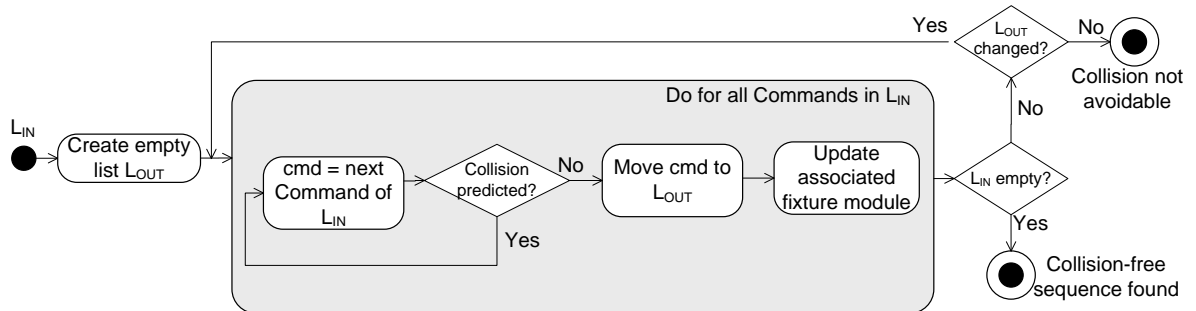 L_IN
Create empty
list L_OUT
Do for all Commands in L_IN
cmd = next
Command of
L_IN
Collision
predicted?
No
Yes
Move cmd to
L_OUT
Update
associated
fixture module
L_IN empty?
No
Yes
L_OUT
changed?
Yes
No
Collision not
avoidable
Collision-free
sequence found